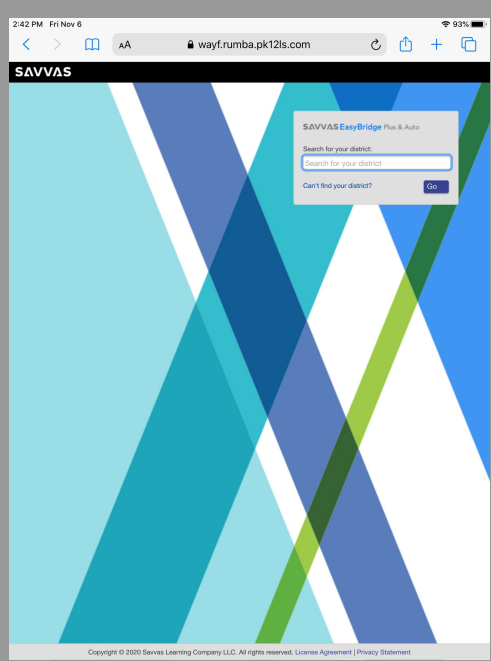 2:42 PM Fri Nov 6
93%
AA
wayf.rumba.pk12ls.com
SAVVAS
SAVVAS EasyBridge Plus & Auto
Search for your district:
Search for your district
Can't find your district?
Go
Copyright © 2020 Savvas Learning Company LLC. All rights reserved. License Agreement | Privacy Statement